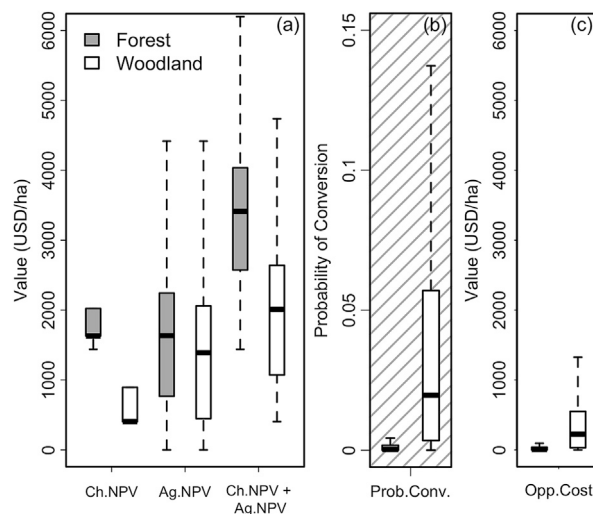 (a)
Forest
Woodland
Value (USD/ha)
6000
5000
4000
3000
2000
1000
0
Ch.NPV
Ag.NPV
Ch.NPV +
Ag.NPV
(b)
Probability of Conversion
0.15
0.1
0.05
0
Prob.Conv.
(c)
Value (USD/ha)
6000
5000
4000
3000
2000
1000
0
Opp.Cost